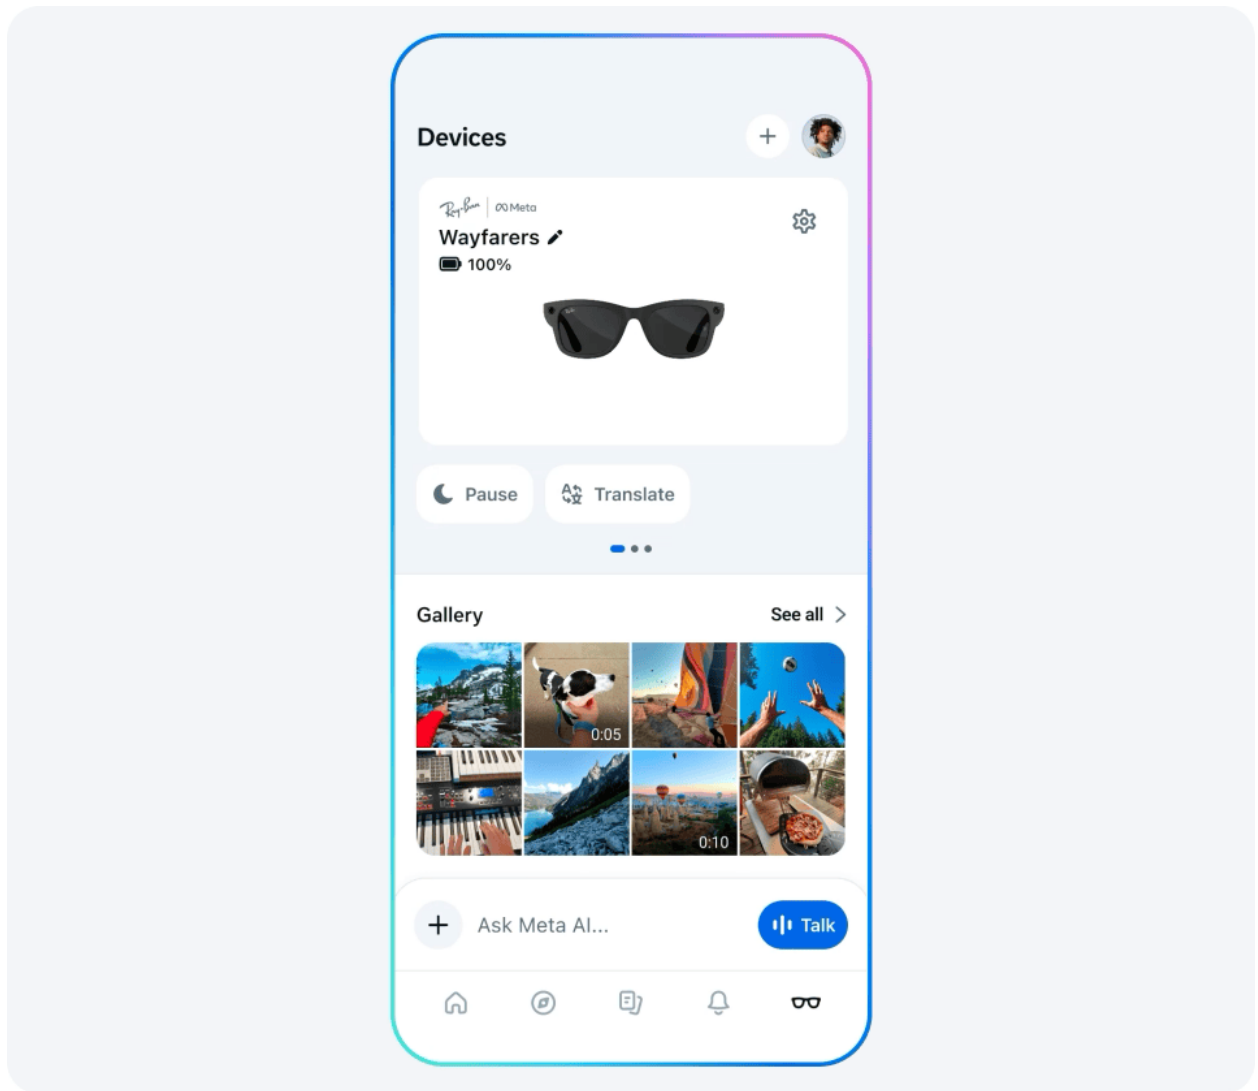 Devices
Ray-Ban | Meta
Wayfarers
100%
Pause
Translate
Gallery
See all
0:05
0:10
Ask Meta AI...
Talk